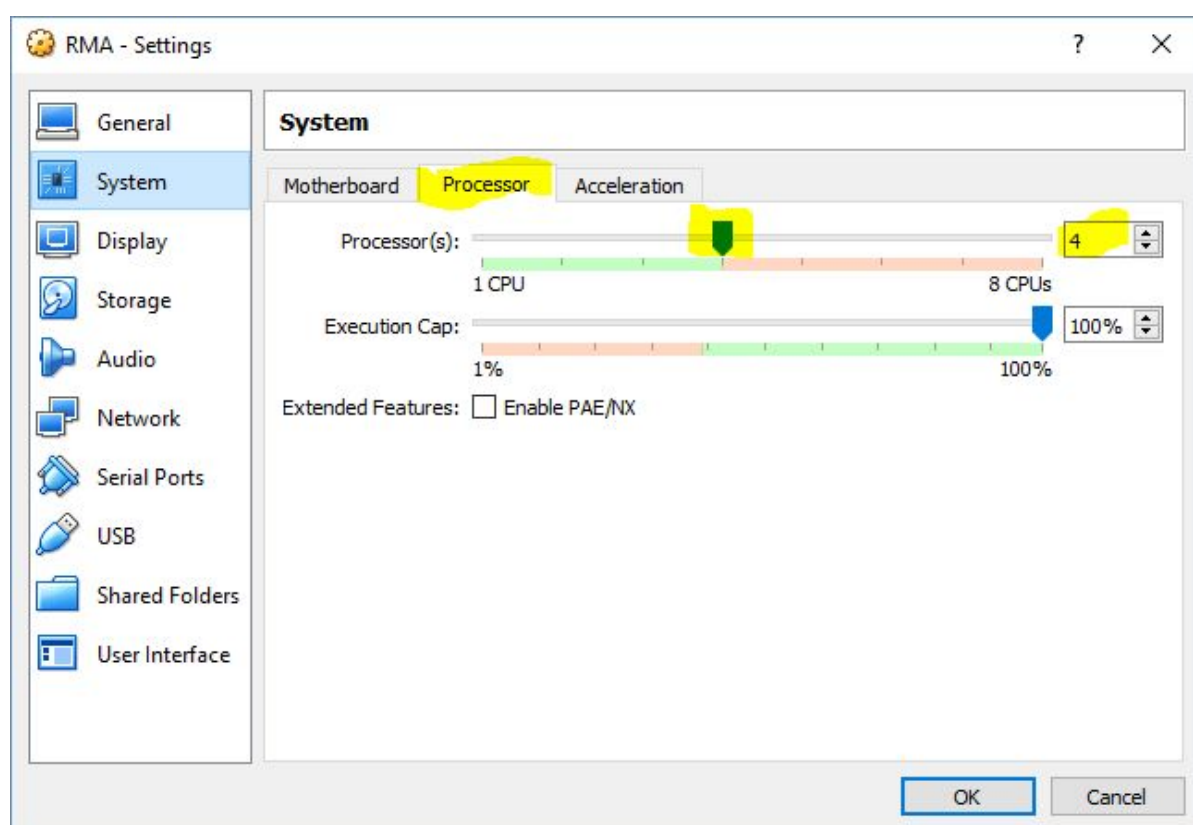 RMA - Settings
?
General
System
Display
Storage
Audio
Network
Serial Ports
USB
Shared Folders
User Interface
System
Motherboard Processor Acceleration
Processor(s): 4
1 CPU 8 CPUs
Execution Cap: 100%
1% 100%
Extended Features: Enable PAE/NX
OK Cancel